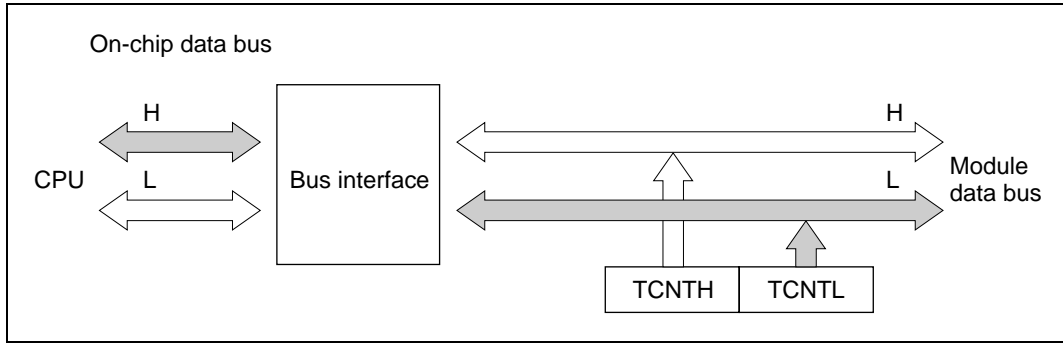 On-chip data bus
H
H
CPU
L
Bus interface
L
Module
data bus
TCNTH
TCNTL